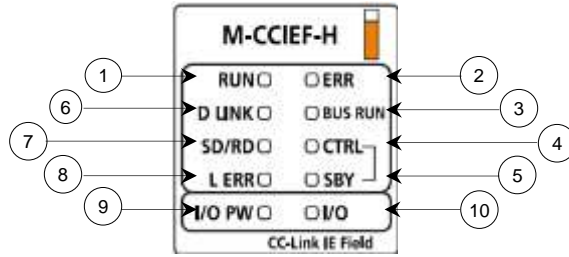 M-CCIEF-H
1 RUN ERR 2
6 D LINK BUS RUN 3
7 SD/RD CTRL 4
8 L ERR SBY 5
9 I/O PW I/O 10
CC-Link IE Field